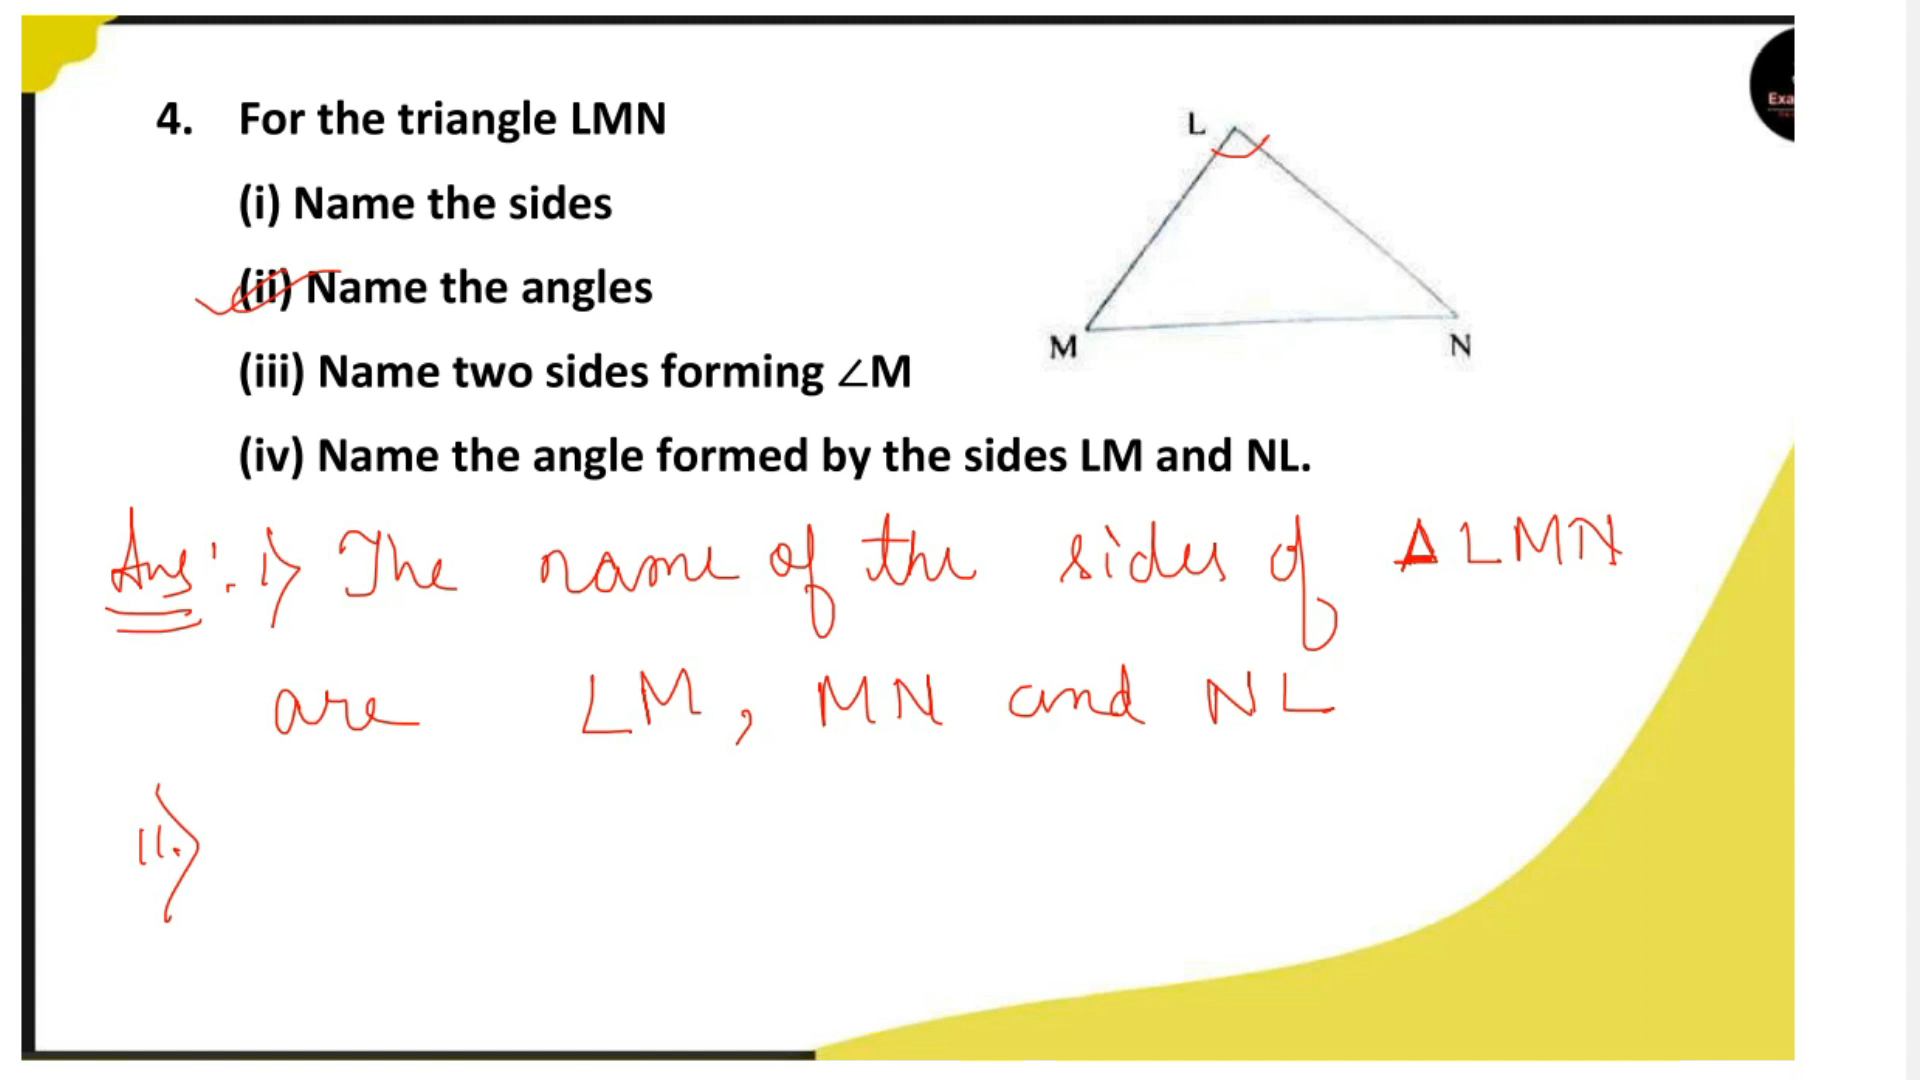 4. For the triangle LMN
(i) Name the sides
(ii) Name the angles
(iii) Name two sides forming ∠M
(iv) Name the angle formed by the sides LM and NL.
L
M
N
Exa
Ans:. i) The name of the sides of Δ LMN
are LM, MN and NL
ii.)